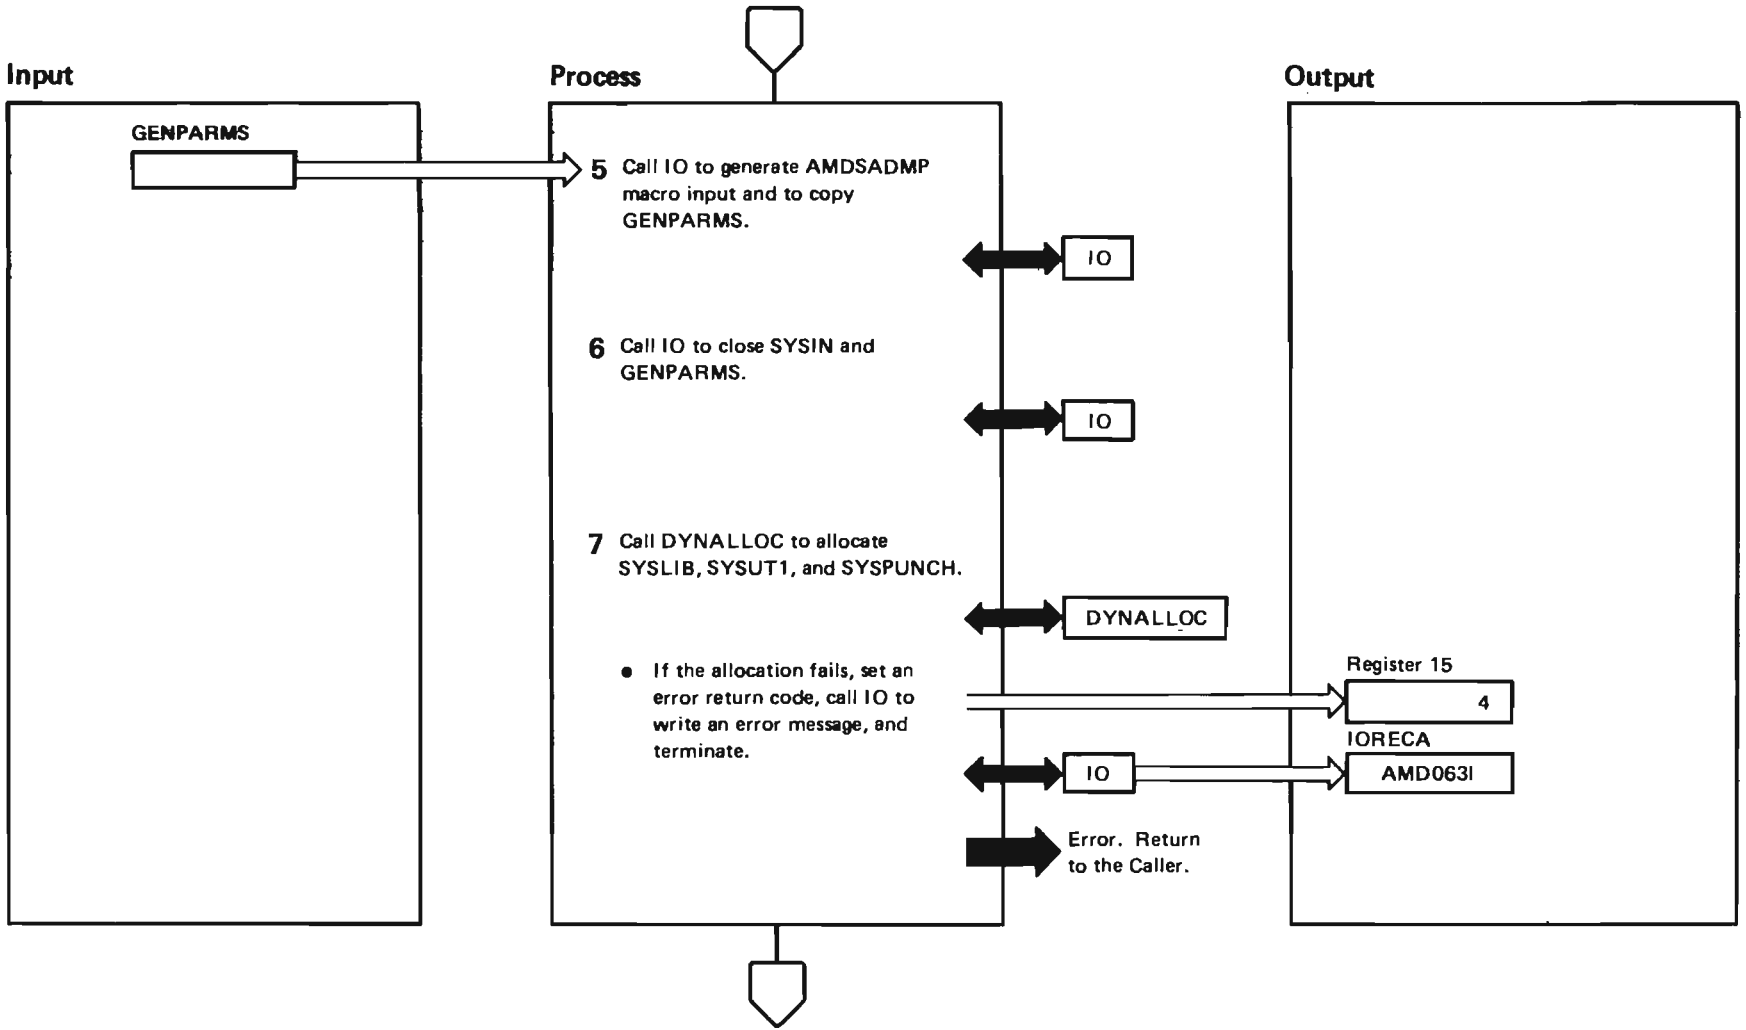 Input
Process
Output
GENPARMS
5 Call IO to generate AMDSADMP
macro input and to copy
GENPARMS.
IO
6 Call IO to close SYSIN and
GENPARMS.
IO
7 Call DYNALLOC to allocate
SYSLIB, SYSUT1, and SYSPUNCH.
DYNALLOC
● If the allocation fails, set an
error return code, call IO to
write an error message, and
terminate.
Register 15
4
IORECA
IO
AMD063I
Error. Return
to the Caller.